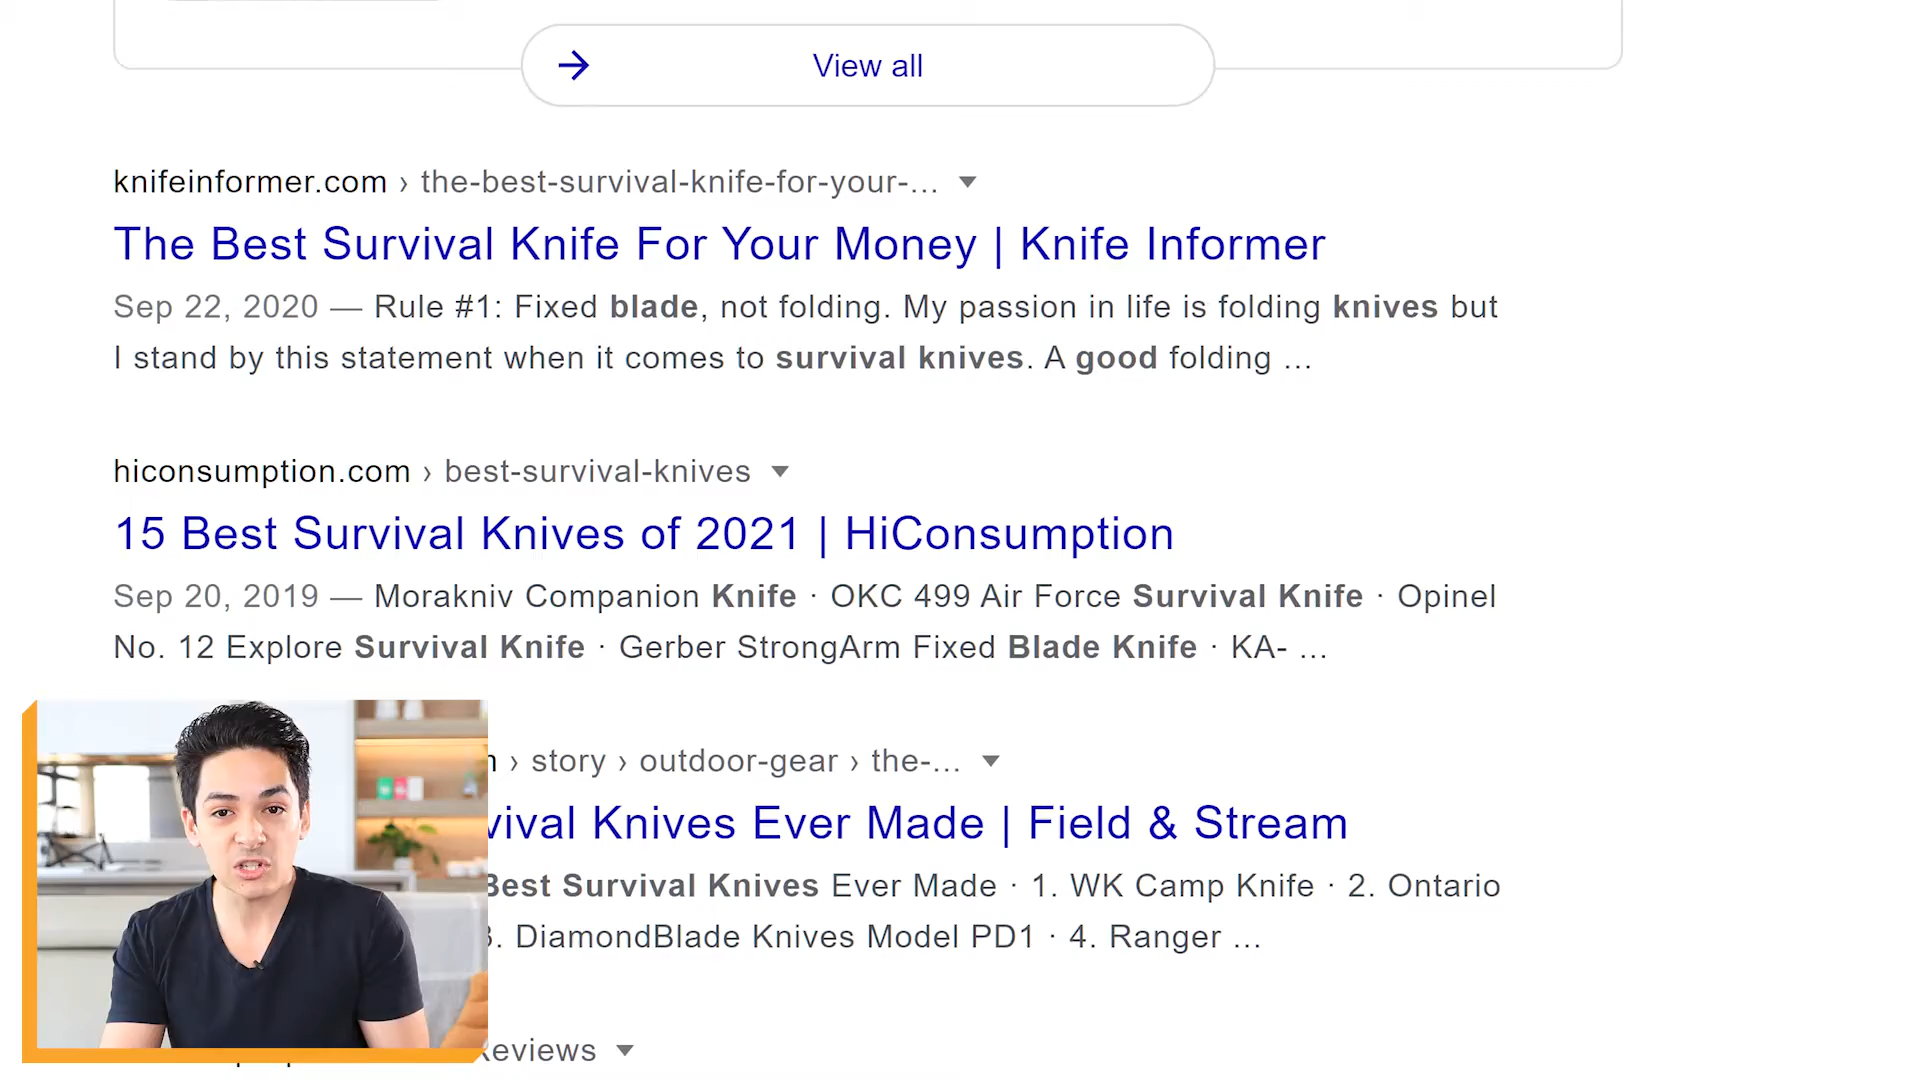 View all
knifeinformer.com › the-best-survival-knife-for-your-...
The Best Survival Knife For Your Money | Knife Informer
Sep 22, 2020 — Rule #1: Fixed blade, not folding. My passion in life is folding knives but
I stand by this statement when it comes to survival knives. A good folding ...
hiconsumption.com › best-survival-knives
15 Best Survival Knives of 2021 | HiConsumption
Sep 20, 2019 — Morakniv Companion Knife · OKC 499 Air Force Survival Knife · Opinel
No. 12 Explore Survival Knife · Gerber StrongArm Fixed Blade Knife · KA- ...
› story › outdoor-gear › the-...
vival Knives Ever Made | Field & Stream
Best Survival Knives Ever Made · 1. WK Camp Knife · 2. Ontario
3. DiamondBlade Knives Model PD1 · 4. Ranger ...
Reviews